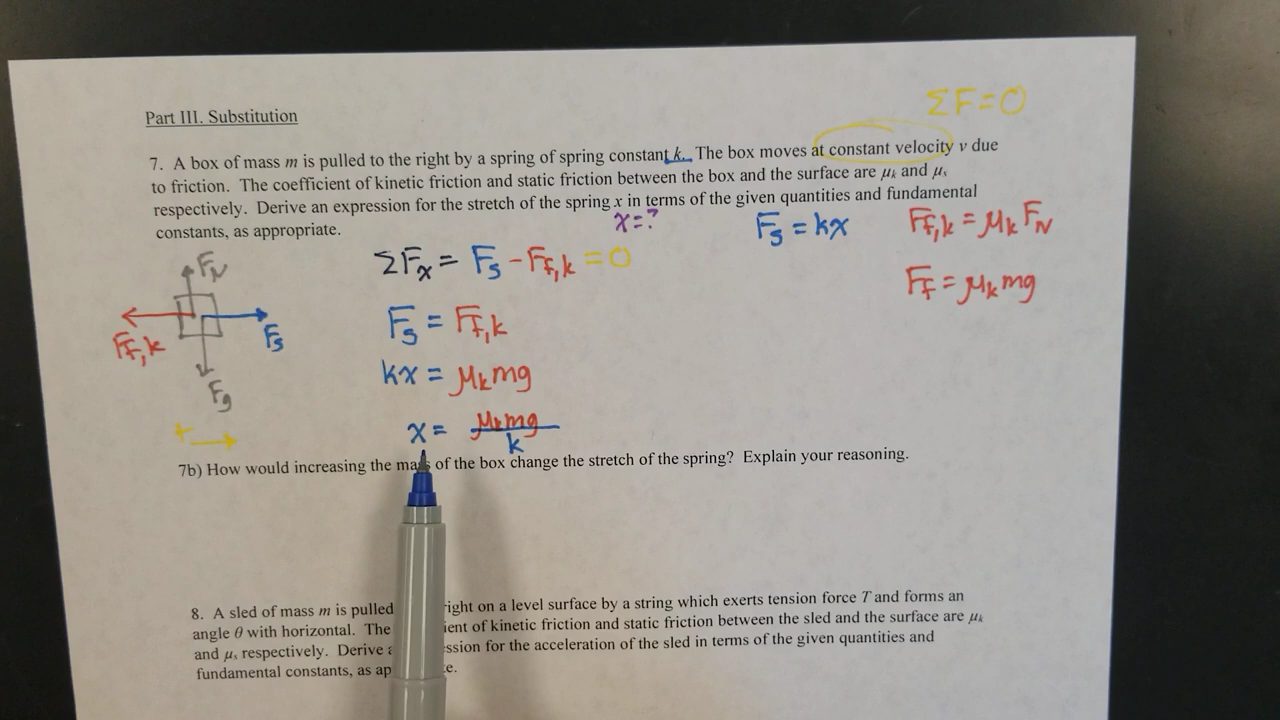 ΣF=0
Part III. Substitution
7. A box of mass m is pulled to the right by a spring of spring constant k. The box moves at constant velocity v due
to friction. The coefficient of kinetic friction and static friction between the box and the surface are μk and μs
respectively. Derive an expression for the stretch of the spring x in terms of the given quantities and fundamental
constants, as appropriate.
x=?
Fs = kx
Ff,k = μk FN
FN
ΣFx = Fs - Ff,k = 0
Ff = μk mg
Ff,k
Fs
Fs = Ff,k
Fg
kx = μk mg
+
x = μk mg
k
7b) How would increasing the mass of the box change the stretch of the spring? Explain your reasoning.
8. A sled of mass m is pulled ight on a level surface by a string which exerts tension force T and forms an
angle θ with horizontal. The ient of kinetic friction and static friction between the sled and the surface are μk
and μs respectively. Derive a ssion for the acceleration of the sled in terms of the given quantities and
fundamental constants, as ap e.